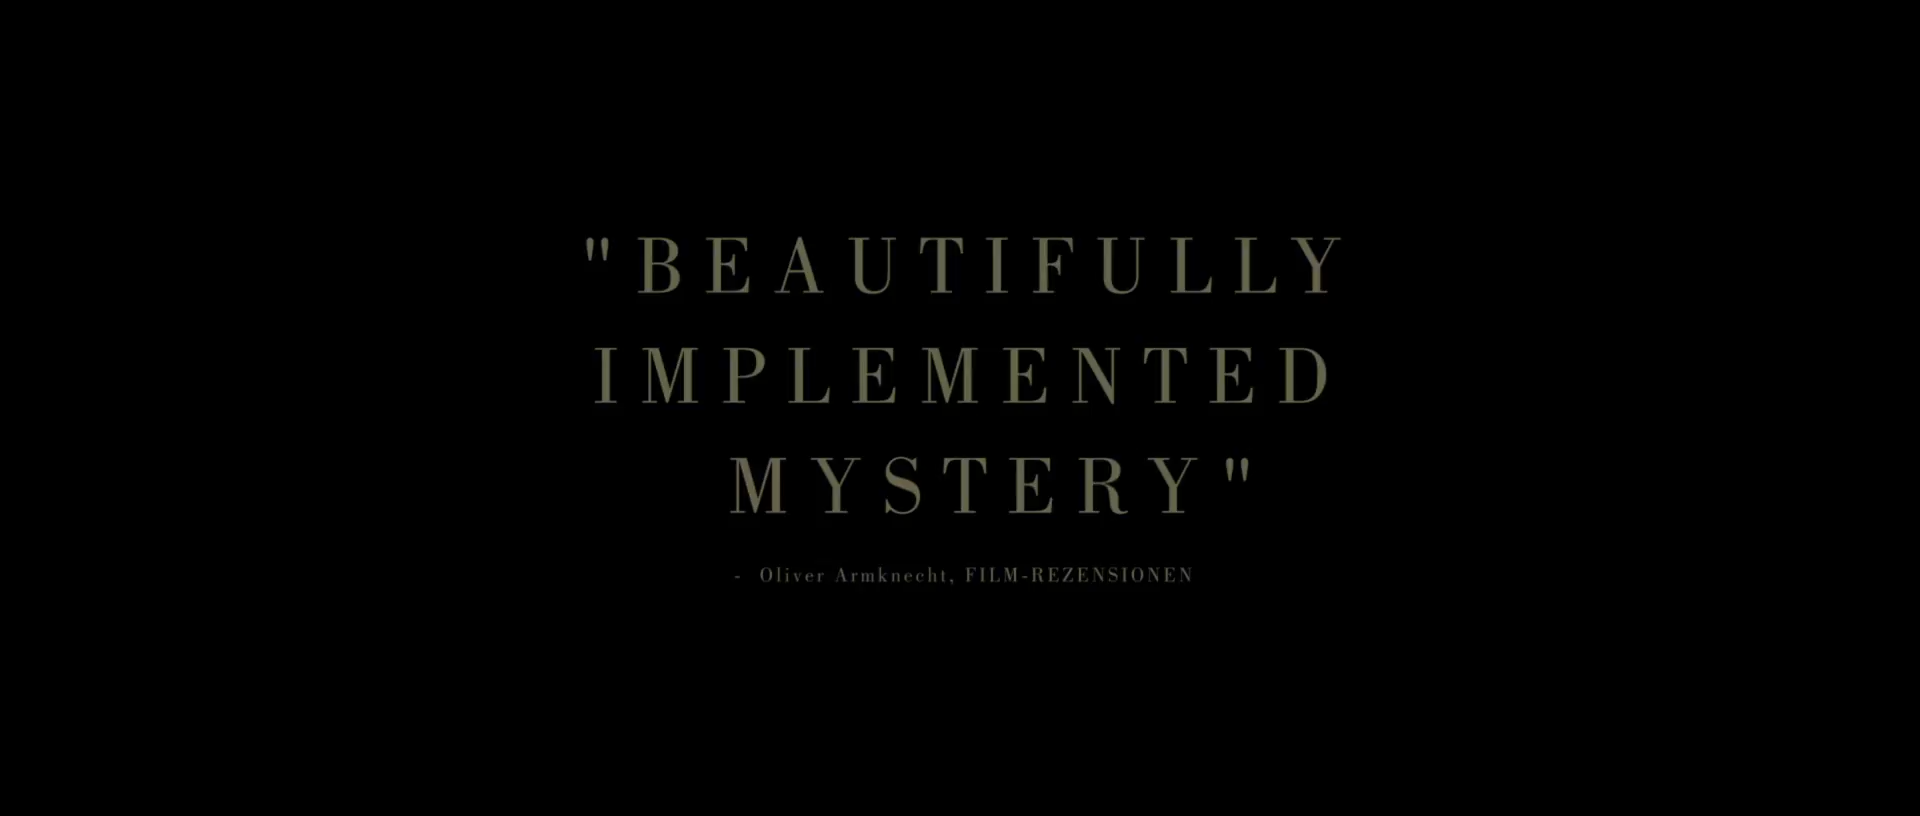 "BEAUTIFULLY
IMPLEMENTED
MYSTERY"
- Oliver Armknecht, FILM-REZENSIONEN